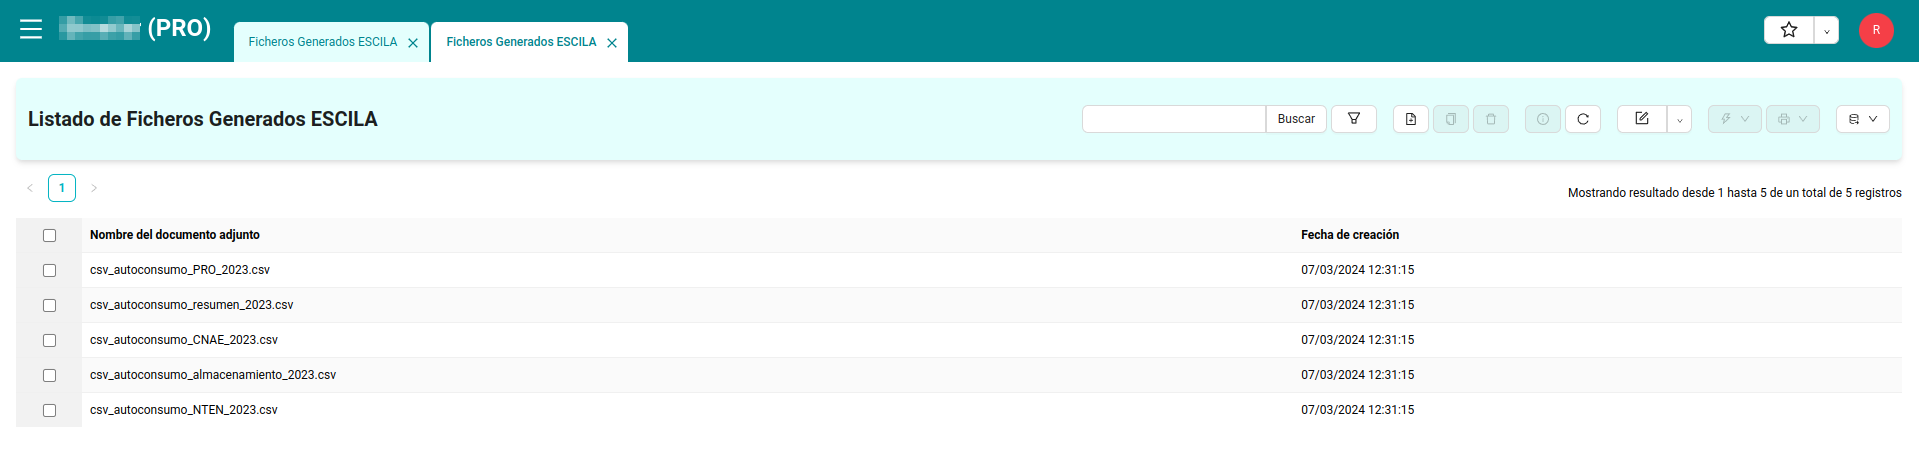 (PRO)
Ficheros Generados ESCILA
Ficheros Generados ESCILA
R
Listado de Ficheros Generados ESCILA
Buscar
1
Mostrando resultado desde 1 hasta 5 de un total de 5 registros
Nombre del documento adjunto Fecha de creación
csv_autoconsumo_PRO_2023.csv 07/03/2024 12:31:15
csv_autoconsumo_resumen_2023.csv 07/03/2024 12:31:15
csv_autoconsumo_CNAE_2023.csv 07/03/2024 12:31:15
csv_autoconsumo_almacenamiento_2023.csv 07/03/2024 12:31:15
csv_autoconsumo_NTEN_2023.csv 07/03/2024 12:31:15